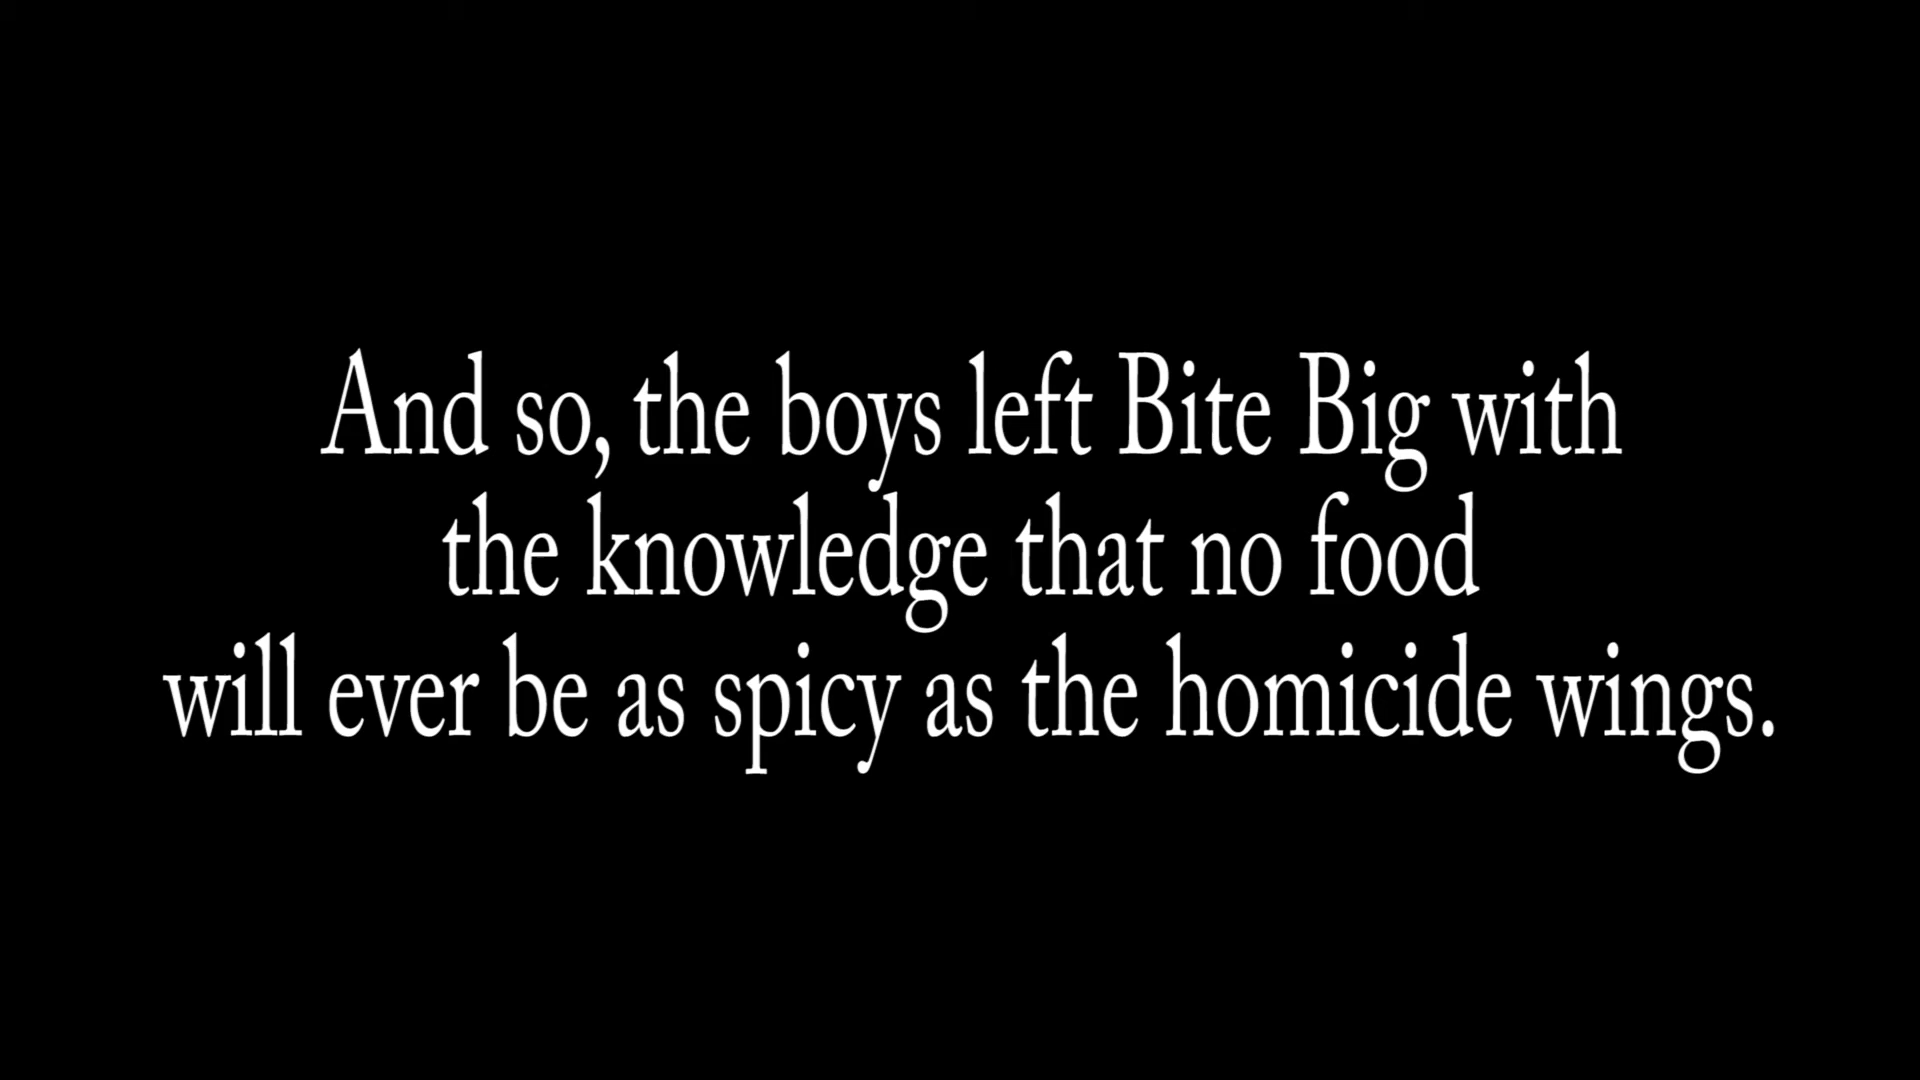 And so, the boys left Bite Big with
the knowledge that no food
will ever be as spicy as the homicide wings.